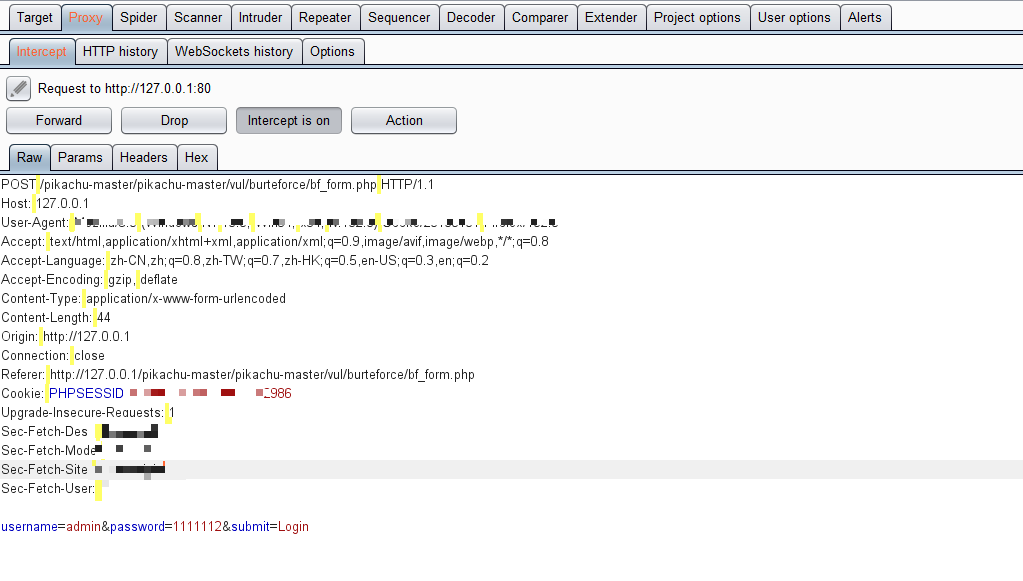 Target Proxy Spider Scanner Intruder Repeater Sequencer Decoder Comparer Extender Project options User options Alerts
Intercept HTTP history WebSockets history Options
Request to http://127.0.0.1:80
Forward Drop Intercept is on Action
Raw Params Headers Hex
POST /pikachu-master/pikachu-master/vul/burteforce/bf_form.php HTTP/1.1
Host: 127.0.0.1
User-Agent:
Accept: text/html,application/xhtml+xml,application/xml;q=0.9,image/avif,image/webp,*/*;q=0.8
Accept-Language: zh-CN,zh;q=0.8,zh-TW;q=0.7,zh-HK;q=0.5,en-US;q=0.3,en;q=0.2
Accept-Encoding: gzip, deflate
Content-Type: application/x-www-form-urlencoded
Content-Length: 44
Origin: http://127.0.0.1
Connection: close
Referer: http://127.0.0.1/pikachu-master/pikachu-master/vul/burteforce/bf_form.php
Cookie: PHPSESSID 986
Upgrade-Insecure-Requests: 1
Sec-Fetch-Des
Sec-Fetch-Mode
Sec-Fetch-Site
Sec-Fetch-User:
username=admin&password=1111112&submit=Login